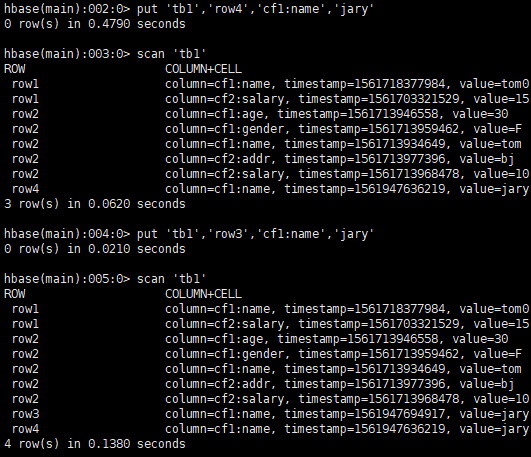 hbase(main):002:0> put 'tb1','row4','cf1:name','jary'
0 row(s) in 0.4790 seconds
hbase(main):003:0> scan 'tb1'
ROW COLUMN+CELL
row1 column=cf1:name, timestamp=1561718377984, value=tom0
row1 column=cf2:salary, timestamp=1561703321529, value=15
row2 column=cf1:age, timestamp=1561713946558, value=30
row2 column=cf1:gender, timestamp=1561713959462, value=F
row2 column=cf1:name, timestamp=1561713934649, value=tom
row2 column=cf2:addr, timestamp=1561713977396, value=bj
row2 column=cf2:salary, timestamp=1561713968478, value=10
row4 column=cf1:name, timestamp=1561947636219, value=jary
3 row(s) in 0.0620 seconds
hbase(main):004:0> put 'tb1','row3','cf1:name','jary'
0 row(s) in 0.0210 seconds
hbase(main):005:0> scan 'tb1'
ROW COLUMN+CELL
row1 column=cf1:name, timestamp=1561718377984, value=tom0
row1 column=cf2:salary, timestamp=1561703321529, value=15
row2 column=cf1:age, timestamp=1561713946558, value=30
row2 column=cf1:gender, timestamp=1561713959462, value=F
row2 column=cf1:name, timestamp=1561713934649, value=tom
row2 column=cf2:addr, timestamp=1561713977396, value=bj
row2 column=cf2:salary, timestamp=1561713968478, value=10
row3 column=cf1:name, timestamp=1561947694917, value=jary
row4 column=cf1:name, timestamp=1561947636219, value=jary
4 row(s) in 0.1380 seconds